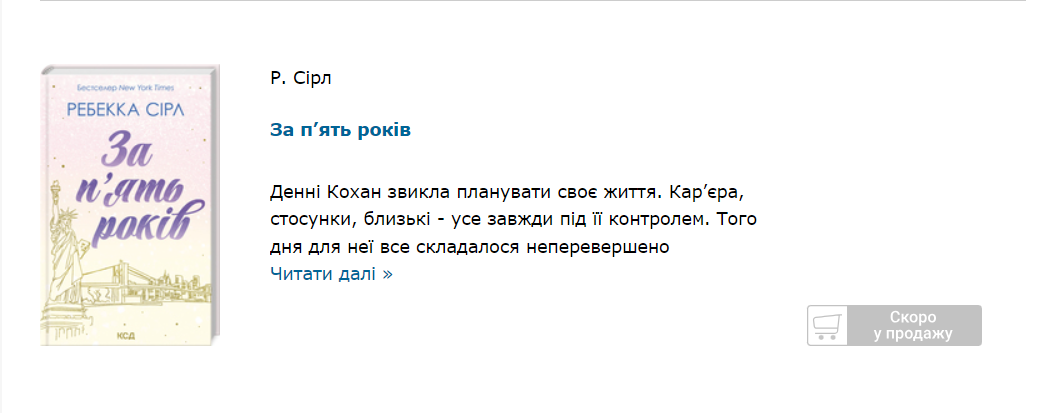 Бестселер New York Times
РЕБЕККА СІРЛ
За
п’ять
років
КСД
Р. Сірл
За п’ять років
Денні Кохан звикла планувати своє життя. Кар’єра,
стосунки, близькі - усе завжди під її контролем. Того
дня для неї все складалося неперевершено
Читати далі »
Скоро
у продажу